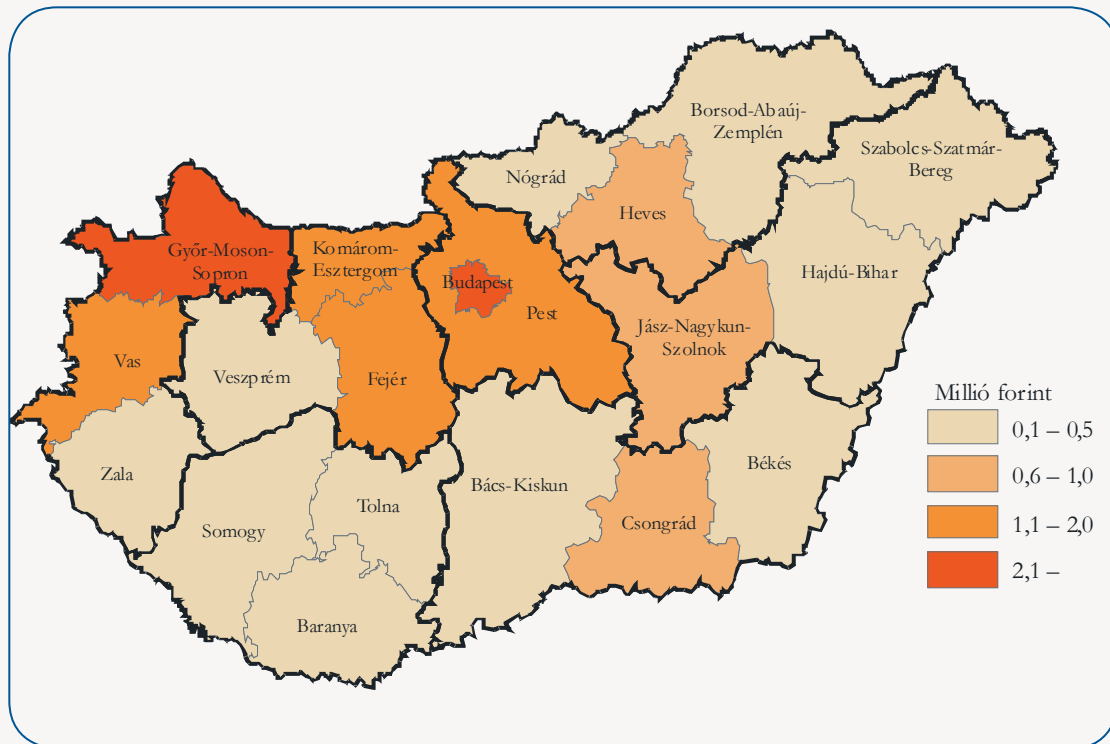 Borsod-Abaúj-
Zemplén
Szabolcs-Szatmár-
Bereg
Nógrád
Heves
Győr-Moson-
Sopron
Komárom-
Esztergom
Budapest
Pest
Hajdú-Bihar
Jász-Nagykun-
Szolnok
Vas
Veszprém
Fejér
Zala
Somogy
Tolna
Bács-Kiskun
Békés
Csongrád
Baranya
Millió forint
0,1 – 0,5
0,6 – 1,0
1,1 – 2,0
2,1 –